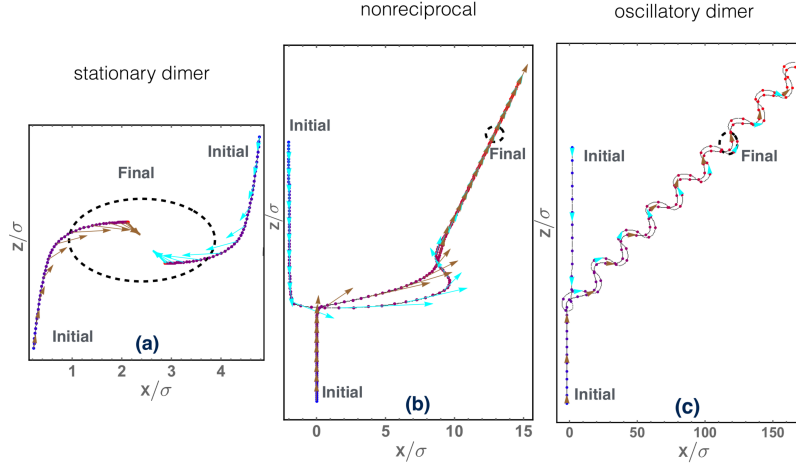 stationary dimer
nonreciprocal
oscillatory dimer
Initial
Final
Initial
z/σ
1
2
3
4
x/σ
(a)
Initial
Final
Initial
z/σ
0
5
10
15
x/σ
(b)
Initial
Final
Initial
z/σ
0
50
100
150
x/σ
(c)